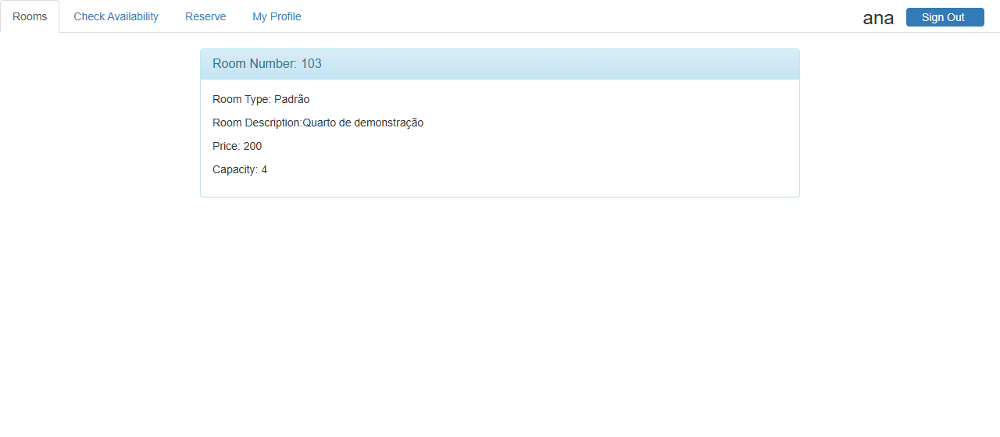 Rooms Check Availability Reserve My Profile ana Sign Out
Room Number: 103
Room Type: Padrão
Room Description:Quarto de demonstração
Price: 200
Capacity: 4